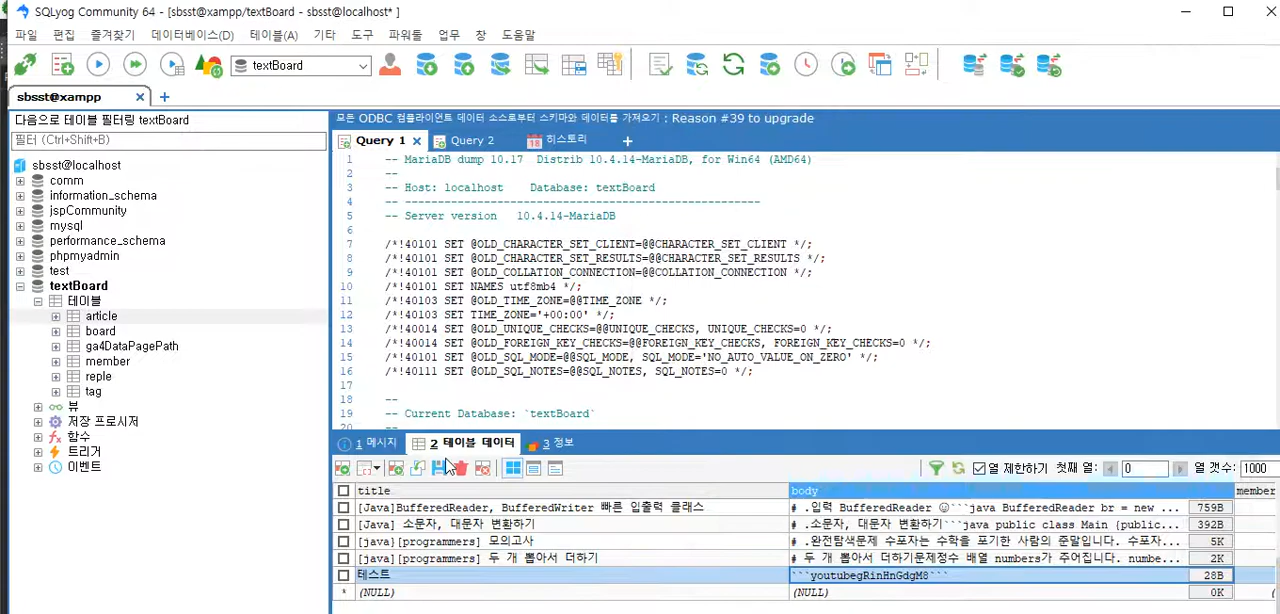 SQLyog Community 64 - [sbsst@xampp/textBoard - sbsst@localhost* ]
파일 편집 즐겨찾기 데이터베이스(D) 테이블(A) 기타 도구 파워툴 업무 창 도움말
textBoard
sbsst@xampp
다음으로 테이블 필터링 textBoard
필터 (Ctrl+Shift+B)
sbsst@localhost
comm
information_schema
jspCommunity
mysql
performance_schema
phpmyadmin
test
textBoard
테이블
article
board
ga4DataPagePath
member
reple
tag
뷰
저장 프로시저
함수
트리거
이벤트
모든 ODBC 컴플라이언트 데이터 소스로부터 스키마와 데이터를 가져오기 : Reason #39 to upgrade
Query 1 Query 2 히스토리
1 -- MariaDB dump 10.17 Distrib 10.4.14-MariaDB, for Win64 (AMD64)
2 --
3 -- Host: localhost Database: textBoard
4 -- ------------------------------------------------------
5 -- Server version 10.4.14-MariaDB
6
7 /*!40101 SET @OLD_CHARACTER_SET_CLIENT=@@CHARACTER_SET_CLIENT */;
8 /*!40101 SET @OLD_CHARACTER_SET_RESULTS=@@CHARACTER_SET_RESULTS */;
9 /*!40101 SET @OLD_COLLATION_CONNECTION=@@COLLATION_CONNECTION */;
10 /*!40101 SET NAMES utf8mb4 */;
11 /*!40103 SET @OLD_TIME_ZONE=@@TIME_ZONE */;
12 /*!40103 SET TIME_ZONE='+00:00' */;
13 /*!40014 SET @OLD_UNIQUE_CHECKS=@@UNIQUE_CHECKS, UNIQUE_CHECKS=0 */;
14 /*!40014 SET @OLD_FOREIGN_KEY_CHECKS=@@FOREIGN_KEY_CHECKS, FOREIGN_KEY_CHECKS=0 */;
15 /*!40101 SET @OLD_SQL_MODE=@@SQL_MODE, SQL_MODE='NO_AUTO_VALUE_ON_ZERO' */;
16 /*!40111 SET @OLD_SQL_NOTES=@@SQL_NOTES, SQL_NOTES=0 */;
17
18 --
19 -- Current Database: `textBoard`
20 --
1 메시지 2 테이블 데이터 3 정보
열 제한하기 첫째 열: 0 열 갯수: 1000
title body member
[Java]BufferedReader, BufferedWriter 빠른 입출력 클래스 # .입력 BufferedReader 😀```java BufferedReader br = new ... 759B
[Java] 소문자, 대문자 변환하기 # .소문자, 대문자 변환하기```java public class Main {public... 392B
[java][programmers] 모의고사 # .완전탐색문제 수포자는 수학을 포기한 사람의 준말입니다. 수포자... 5K
[java][programmers] 두 개 뽑아서 더하기 # 두 개 뽑아서 더하기문제정수 배열 numbers가 주어집니다. numbe... 2K
테스트 ```youtubegRinHnGdgM8``` 28B
* (NULL) (NULL) 0K